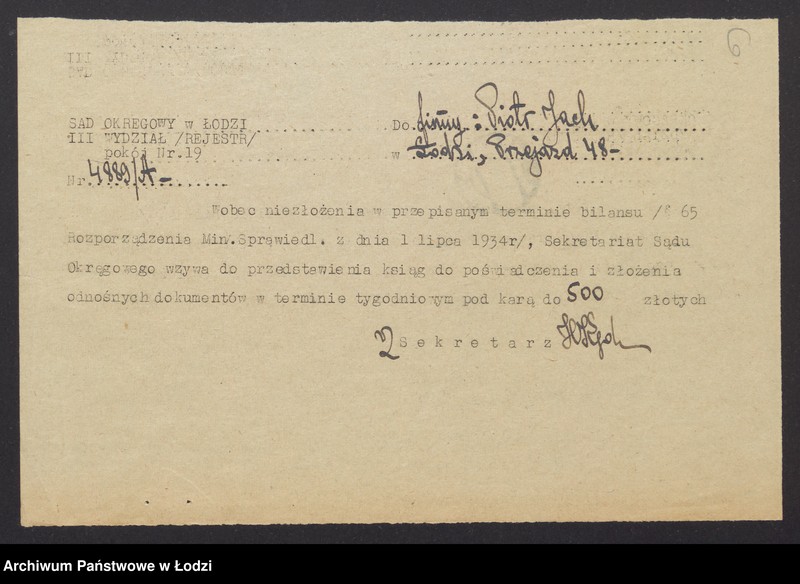 6
SĄD OKRĘGOWY w ŁODZI
III WYDZIAŁ /REJESTR/
pokój Nr.19
Nr. 4889/A-
Do firmy: Piotr Jach
w Łodzi, Przejazd 48-
Wobec niezłożenia w przepisanym terminie bilansu /§ 65
Rozporządzenia Min. Sprawiedl. z dnia 1 lipca 1934r/, Sekretariat Sądu
Okręgowego wzywa do przedstawienia ksiąg do poświadczenia i złożenia
odnośnych dokumentów w terminie tygodniowym pod karą do 500 złotych
Sekretarz
Archiwum Państwowe w Łodzi